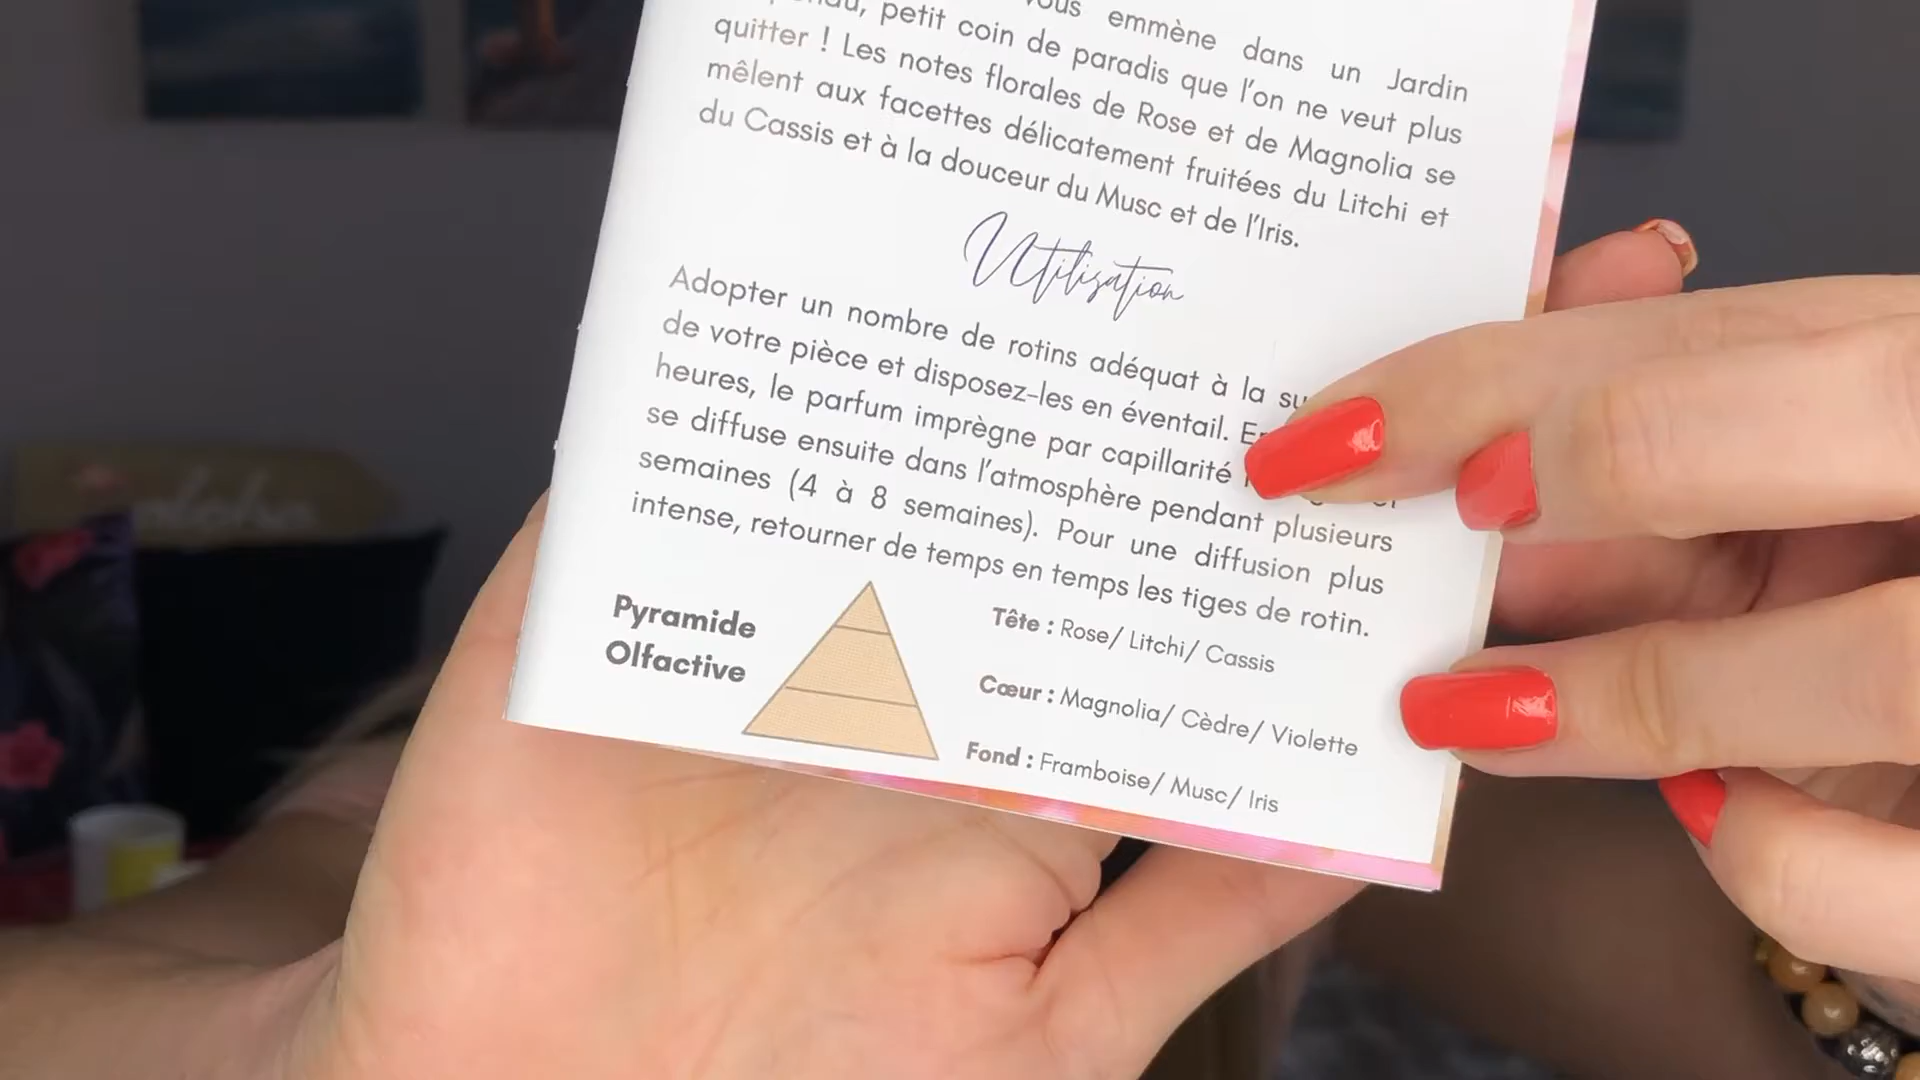 vous emmène dans un Jardin
petit coin de paradis que l'on ne veut plus
quitter ! Les notes florales de Rose et de Magnolia se
mêlent aux facettes délicatement fruitées du Litchi et
du Cassis et à la douceur du Musc et de l'Iris.
Utilisation
Adopter un nombre de rotins adéquat à la
de votre pièce et disposez-les en éventail.
heures, le parfum imprègne par capillarité
se diffuse ensuite dans l'atmosphère pendant plusieurs
semaines (4 à 8 semaines). Pour une diffusion plus
intense, retourner de temps en temps les tiges de rotin.
Pyramide
Olfactive
Tête : Rose/ Litchi/ Cassis
Cœur : Magnolia/ Cèdre/ Violette
Fond : Framboise/ Musc/ Iris
aloha